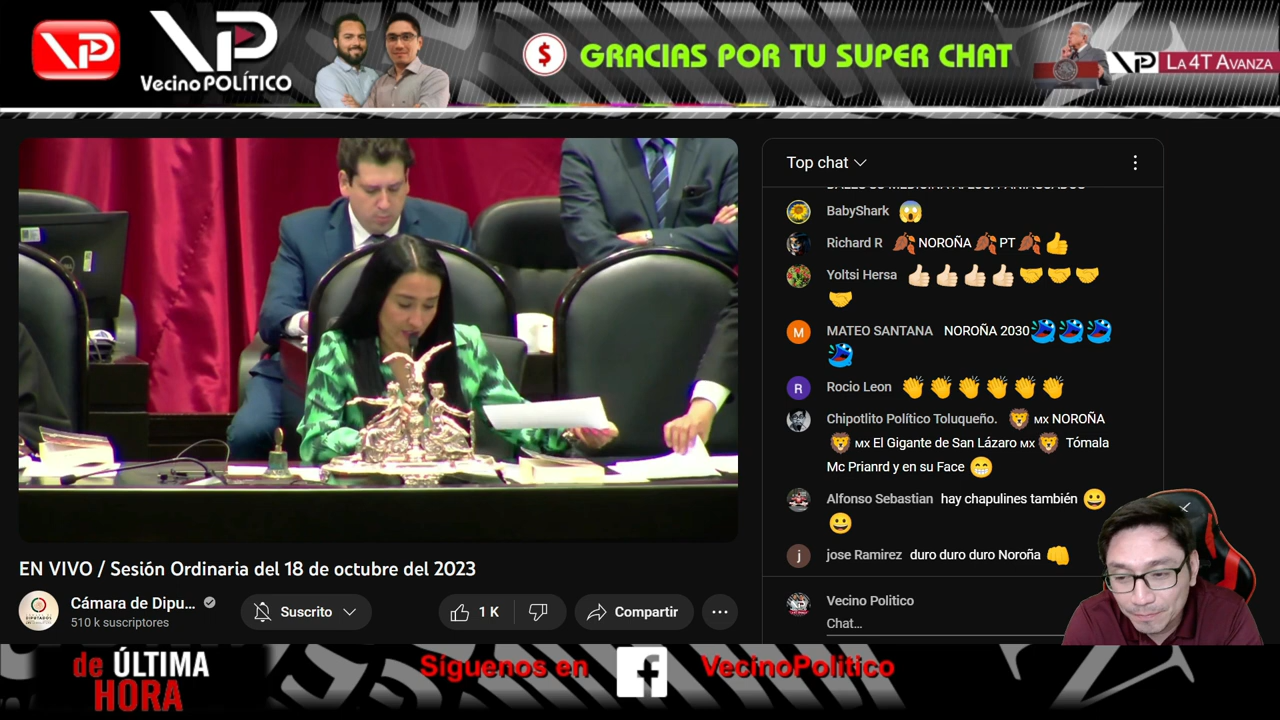 VP
VP
Vecino POLÍTICO
$ GRACIAS POR TU SUPER CHAT
VP LA 4T AVANZA
Top chat
BabyShark
Richard R NOROÑA PT
Yoltsi Hersa
M MATEO SANTANA NOROÑA 2030
R Rocio Leon
Chipotlito Político Toluqueño. MX NOROÑA
MX El Gigante de San Lázaro MX Tómala
Mc Prianrd y en su Face
Alfonso Sebastian hay chapulines también
j jose Ramirez duro duro duro Noroña
Vecino Politico
Chat...
EN VIVO / Sesión Ordinaria del 18 de octubre del 2023
Cámara de Dipu...
510 k suscriptores
Suscrito
1 K
Compartir
de ÚLTIMA
HORA
Síguenos en f VecinoPolitico